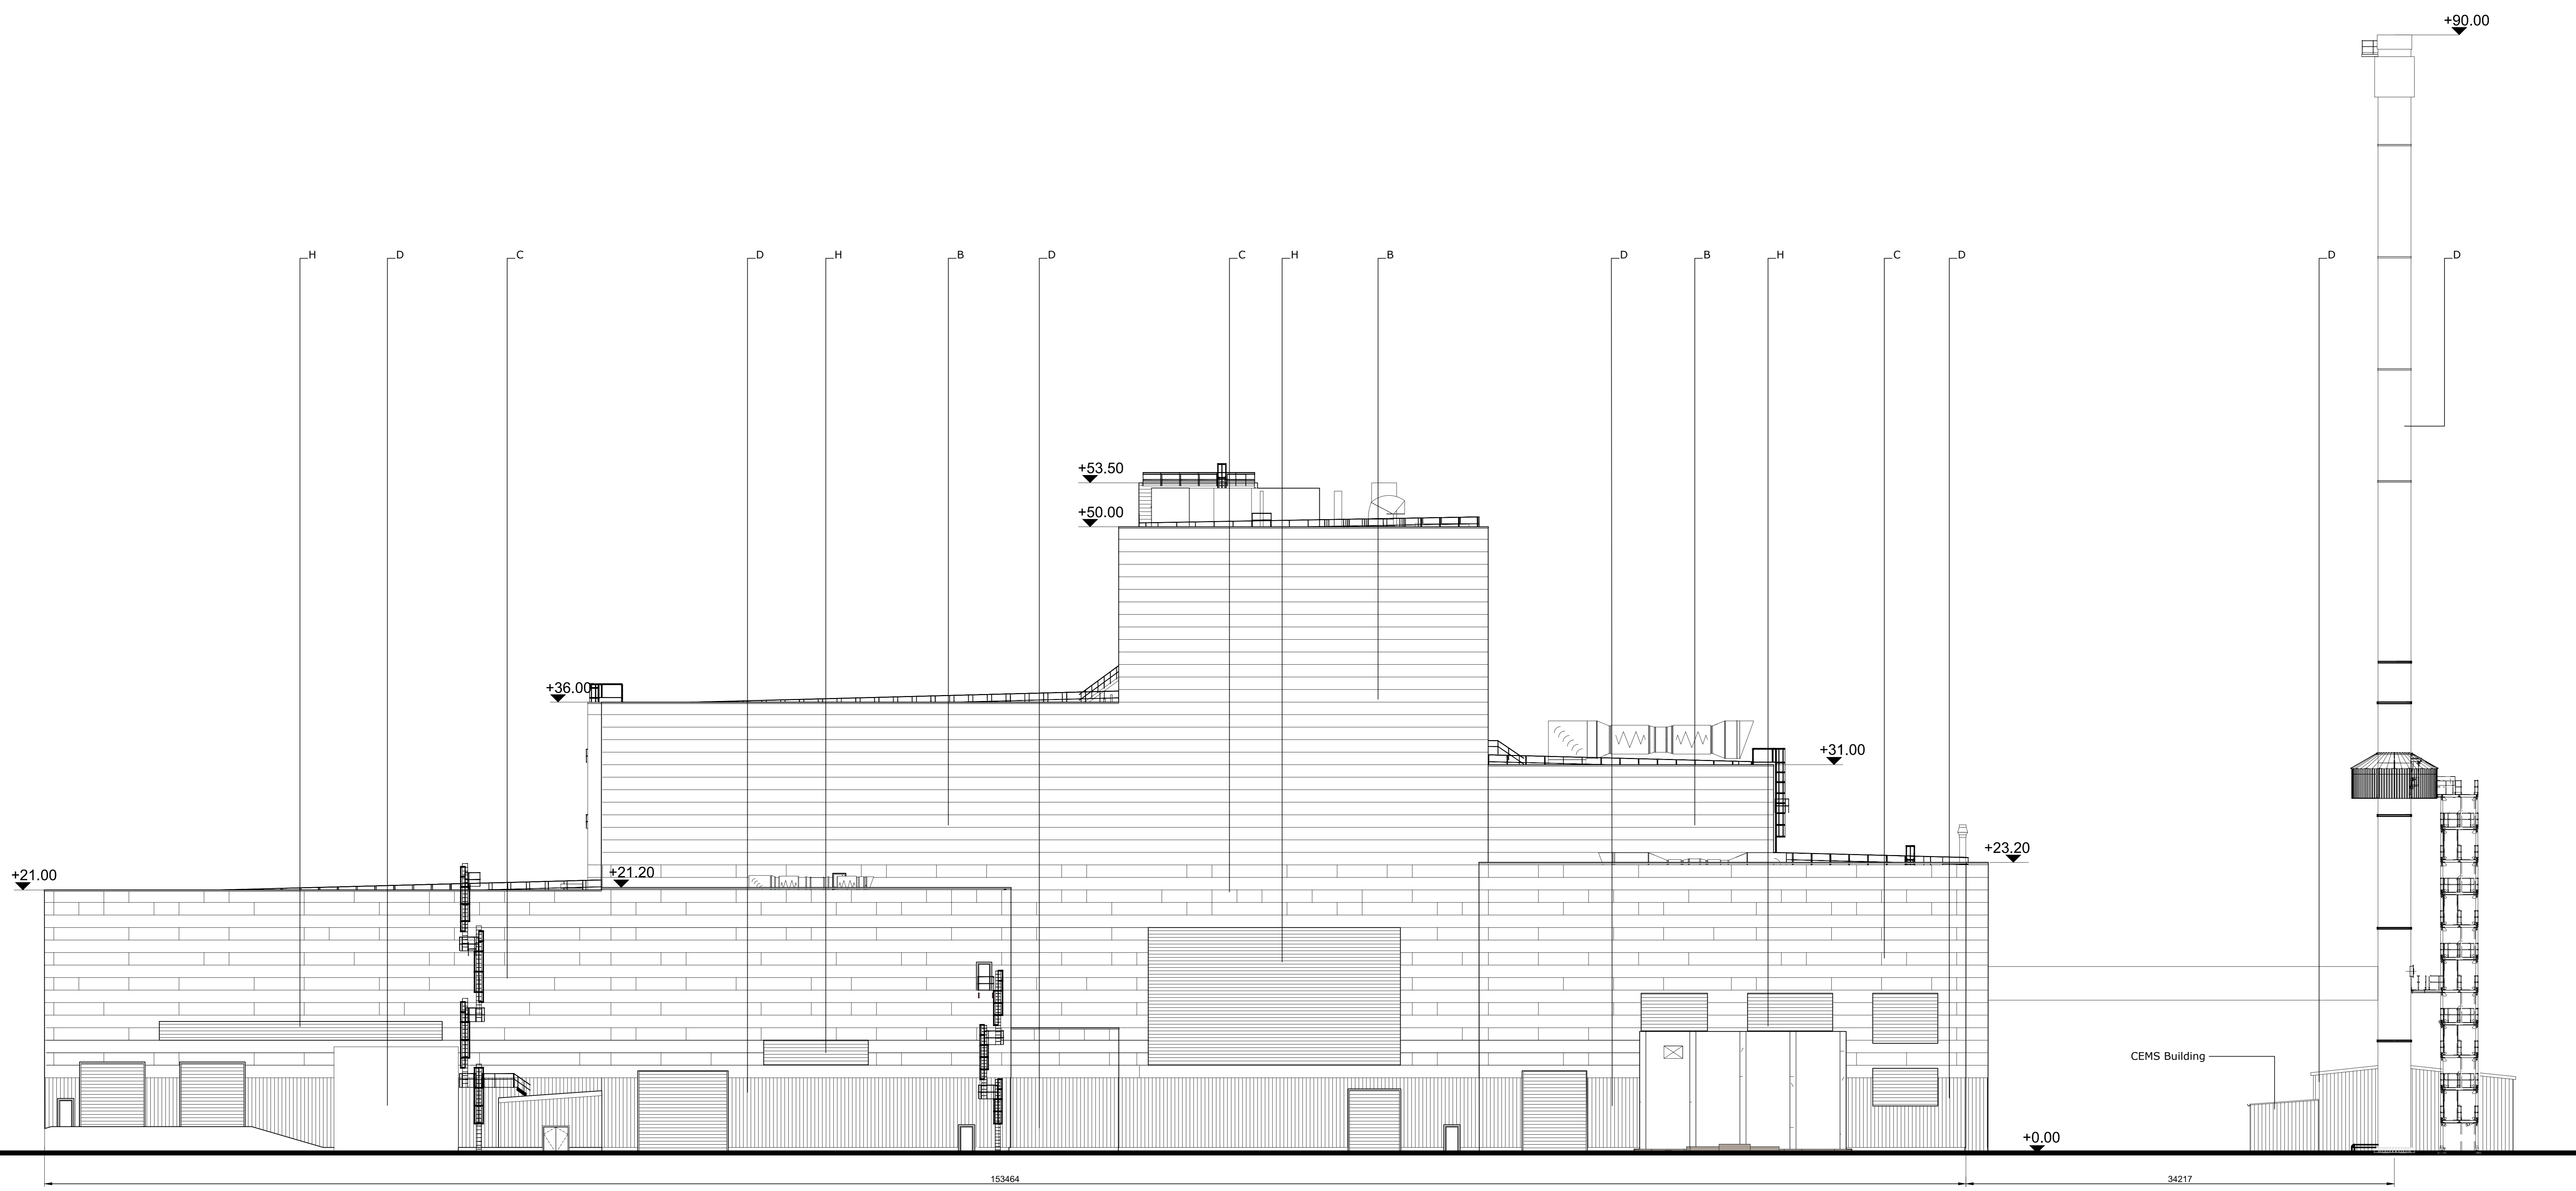 +90.00
H
D
C
D
H
B
D
C
H
B
D
B
H
C
D
D
D
+53.50
+50.00
+36.00
+31.00
+23.20
+21.00
+21.20
CEMS Building
+0.00
153464
34217